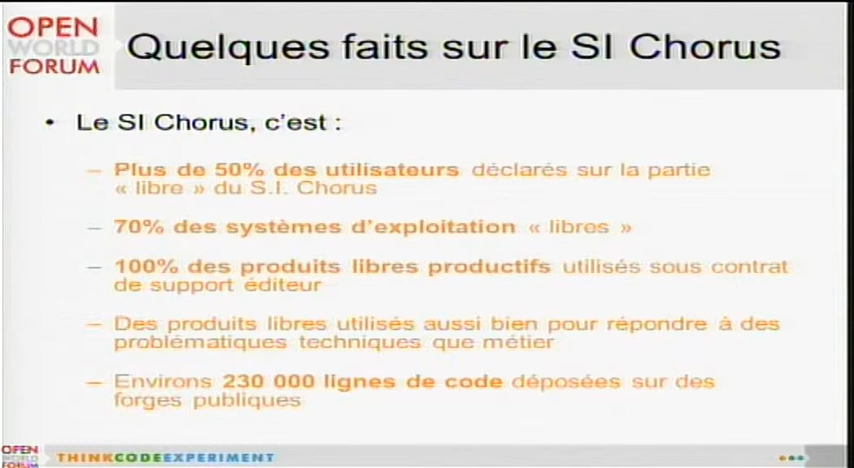 OPEN
WORLD
FORUM
Quelques faits sur le SI Chorus
• Le SI Chorus, c’est :
– Plus de 50% des utilisateurs déclarés sur la partie
« libre » du S.I. Chorus
– 70% des systèmes d’exploitation « libres »
– 100% des produits libres productifs utilisés sous contrat
de support éditeur
– Des produits libres utilisés aussi bien pour répondre à des
problématiques techniques que métier
– Environs 230 000 lignes de code déposées sur des
forges publiques
OPEN
WORLD
FORUM
THINKCODEEXPERIMENT